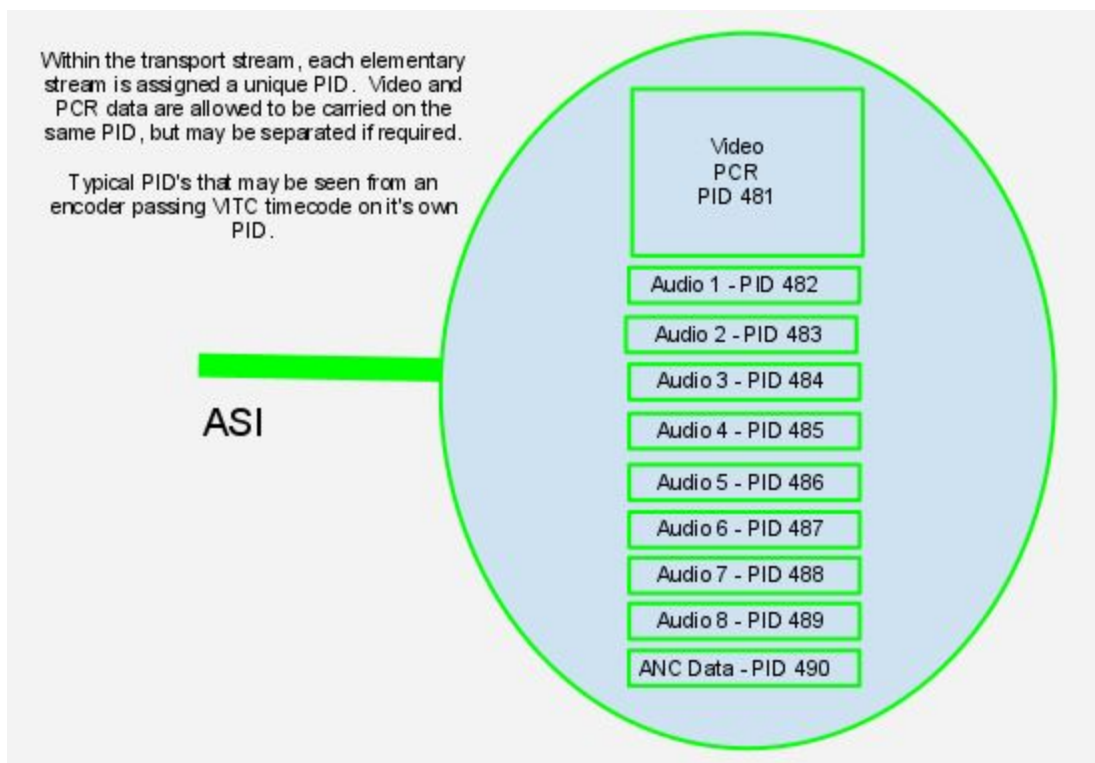 Within the transport stream, each elementary
stream is assigned a unique PID.  Video and
PCR data are allowed to be carried on the
same PID, but may be separated if required.
Typical PID's that may be seen from an
encoder passing VITC timecode on it's own
PID.
ASI
Video
PCR
PID 481
Audio 1 - PID 482
Audio 2 - PID 483
Audio 3 - PID 484
Audio 4 - PID 485
Audio 5 - PID 486
Audio 6 - PID 487
Audio 7 - PID 488
Audio 8 - PID 489
ANC Data - PID 490